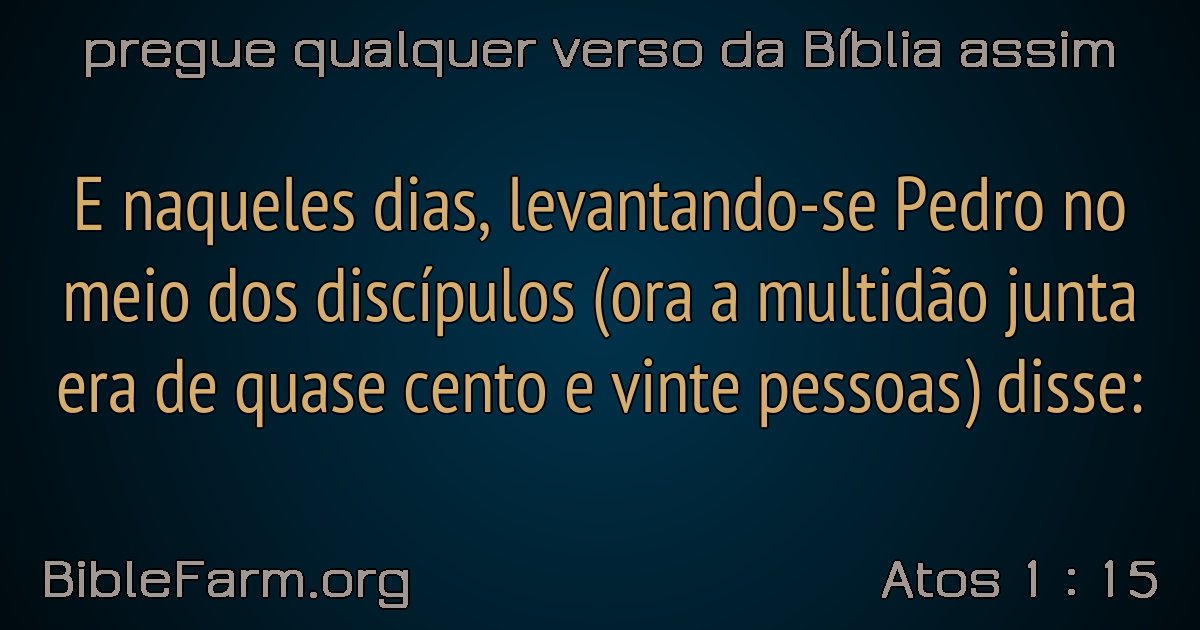 pregue qualquer verso da Bíblia assim
E naqueles dias, levantando-se Pedro no
meio dos discípulos (ora a multidão junta
era de quase cento e vinte pessoas) disse:
BibleFarm.org
Atos 1 : 15